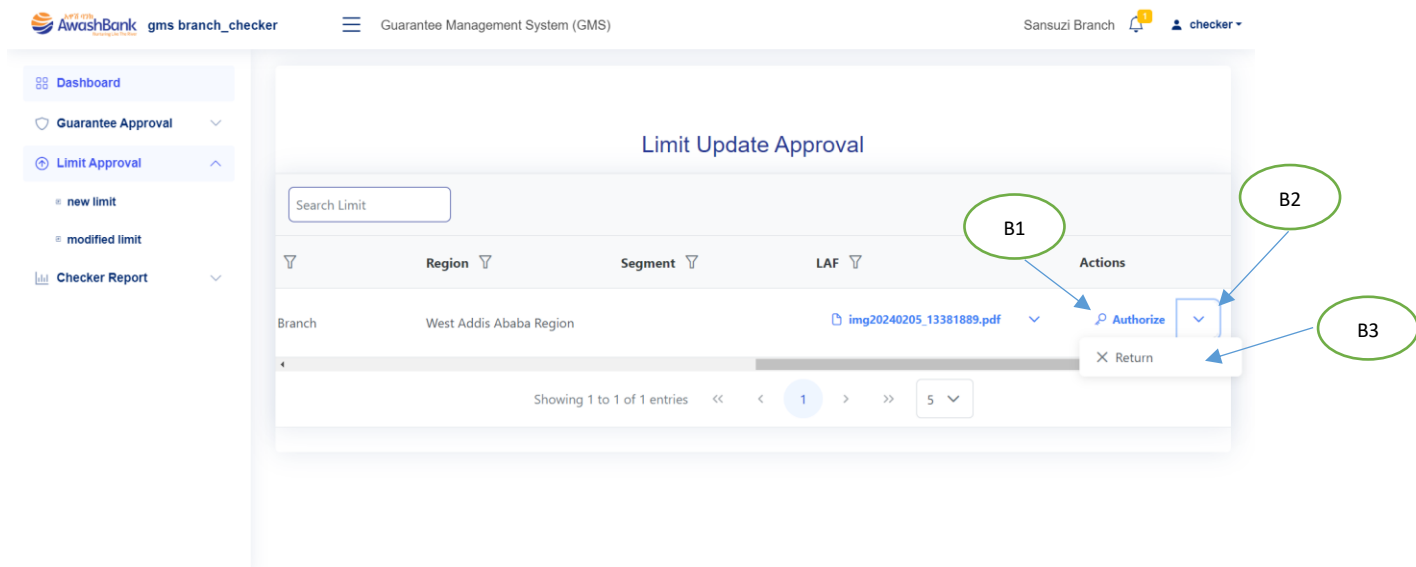 AwashBank gms branch_checker Guarantee Management System (GMS) Sansuzi Branch 1 checker
Dashboard
Guarantee Approval
Limit Approval
new limit
modified limit
Checker Report
Limit Update Approval
Search Limit
B1
B2
Region Segment LAF Actions
Branch West Addis Ababa Region img20240205_13381889.pdf Authorize
B3
Return
Showing 1 to 1 of 1 entries << < 1 > >> 5